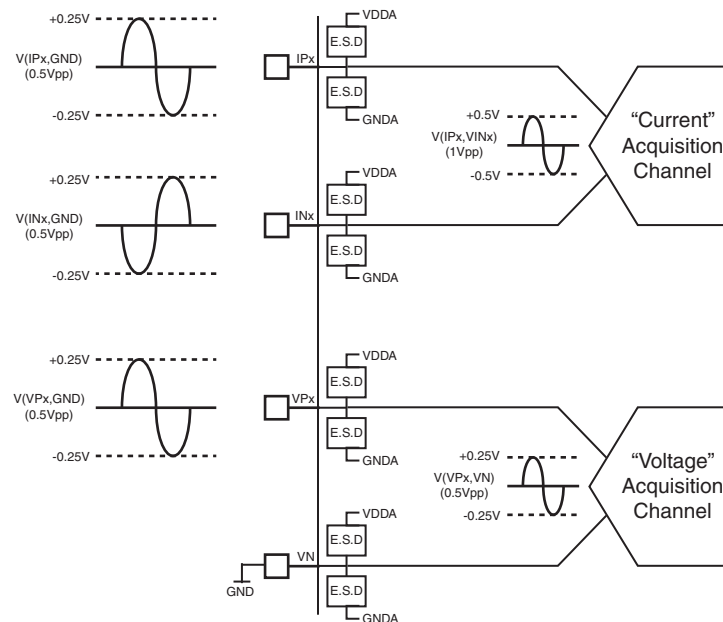 +0.25V
V(IPx,GND)
(0.5Vpp)
-0.25V
IPx
VDDA
E.S.D
E.S.D
GNDA
+0.5V
V(IPx,VINx)
(1Vpp)
-0.5V
“Current”
Acquisition
Channel
+0.25V
V(INx,GND)
(0.5Vpp)
-0.25V
INx
VDDA
E.S.D
E.S.D
GNDA
+0.25V
V(VPx,GND)
(0.5Vpp)
-0.25V
VPx
VDDA
E.S.D
E.S.D
GNDA
+0.25V
V(VPx,VN)
(0.5Vpp)
-0.25V
“Voltage”
Acquisition
Channel
GND
VN
VDDA
E.S.D
E.S.D
GNDA